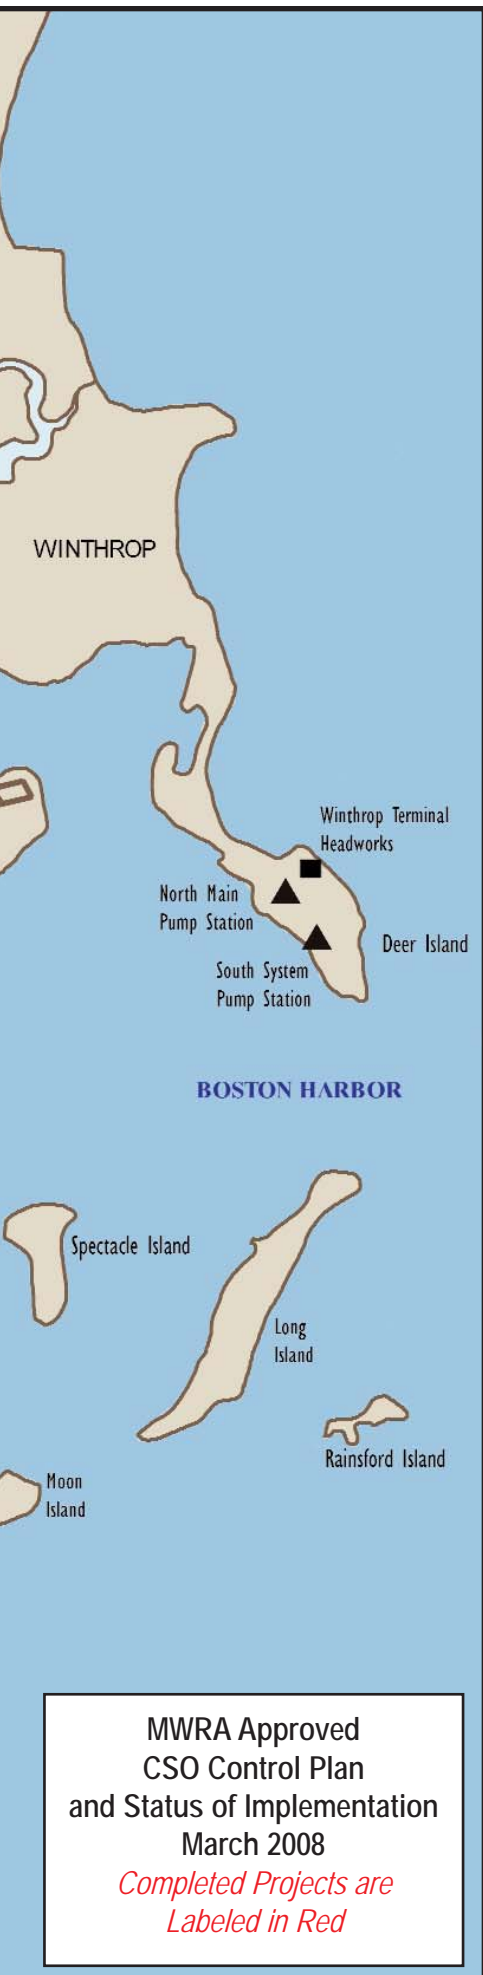 WINTHROP
Winthrop Terminal
Headworks
North Main
Pump Station
Deer Island
South System
Pump Station
BOSTON HARBOR
Spectacle Island
Long
Island
Rainsford Island
Moon
Island
MWRA Approved
CSO Control Plan
and Status of Implementation
March 2008
Completed Projects are
Labeled in Red